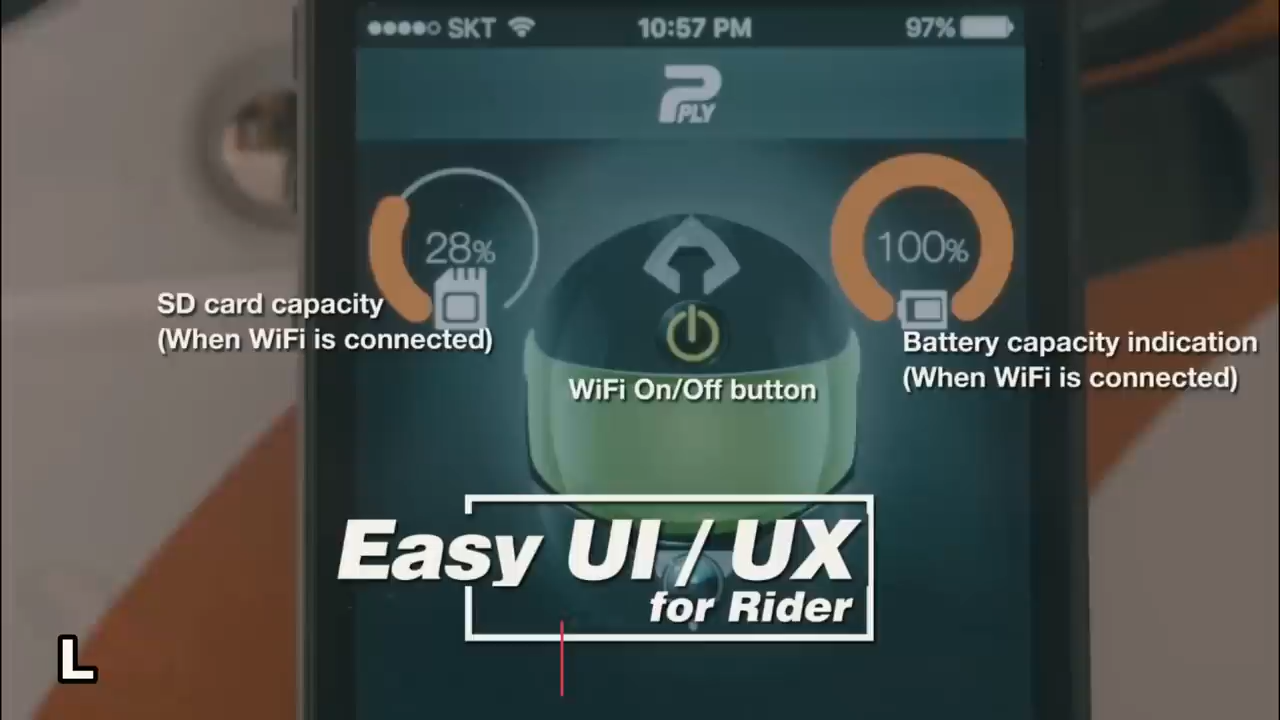 SKT
10:57 PM
97%
PLY
28%
100%
SD card capacity
(When WiFi is connected)
Battery capacity indication
(When WiFi is connected)
WiFi On/Off button
Easy UI / UX
for Rider
L